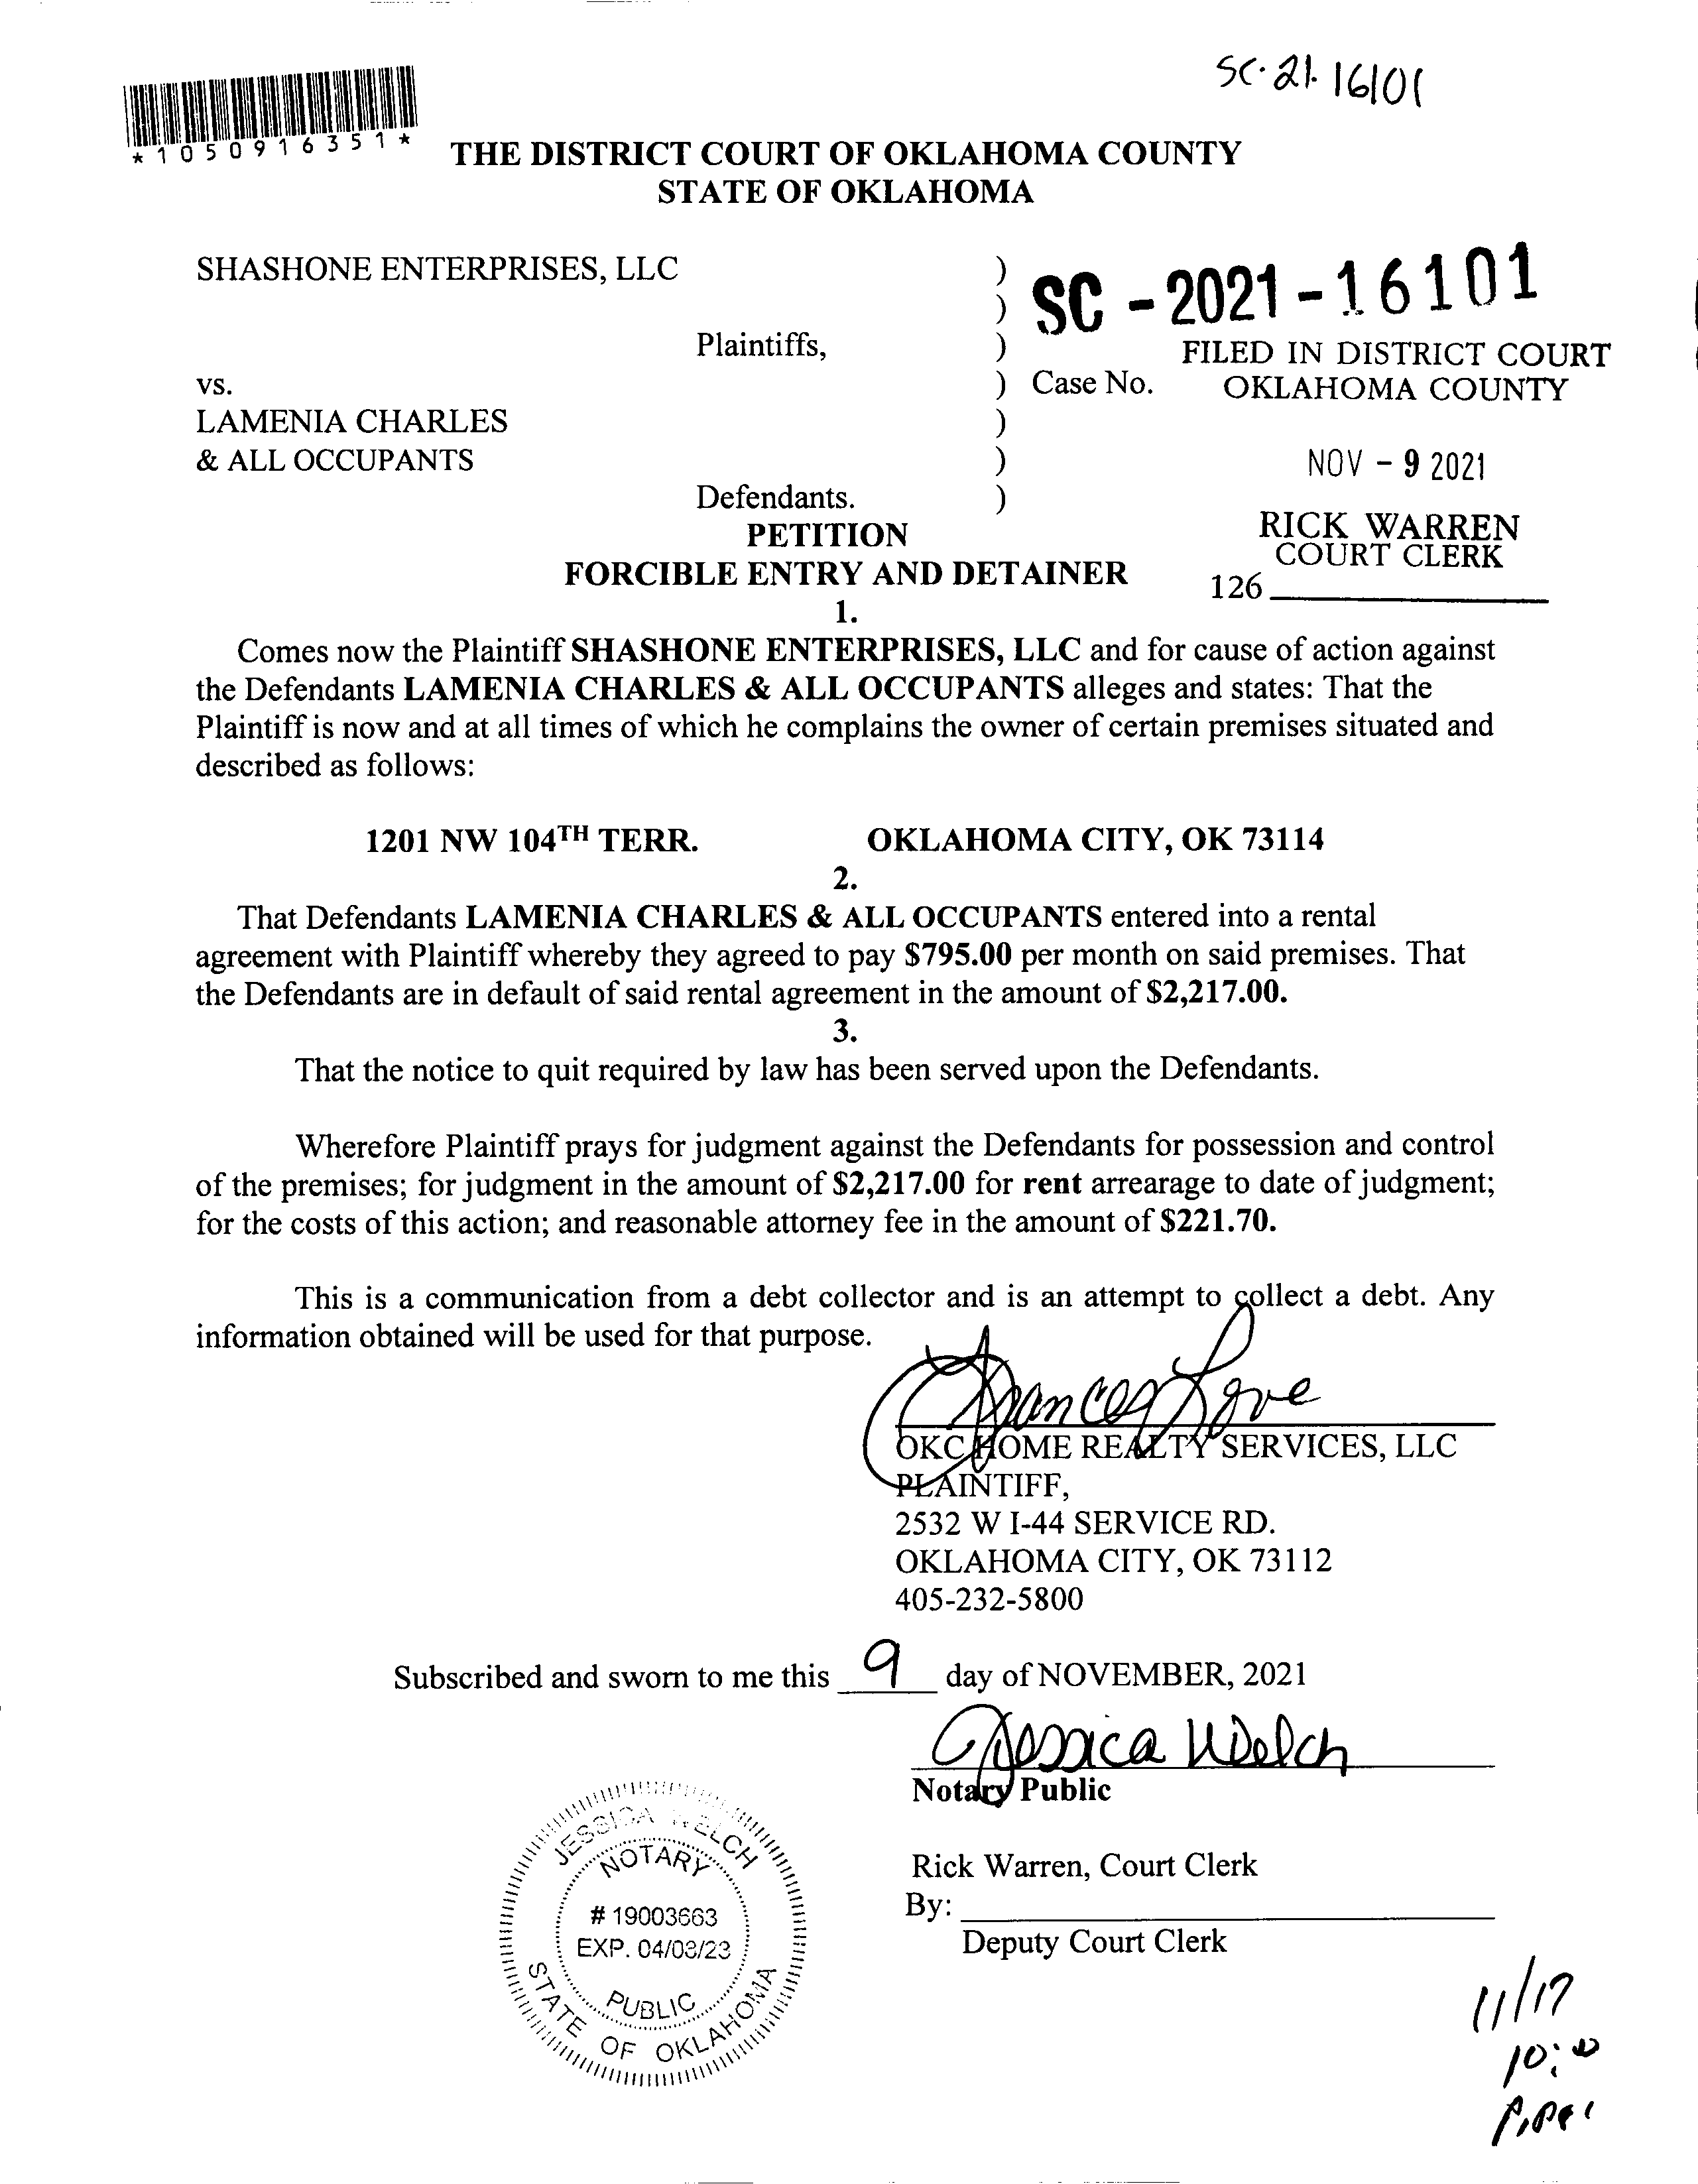 SC·21·16101
*1050916351*
THE DISTRICT COURT OF OKLAHOMA COUNTY
STATE OF OKLAHOMA
SHASHONE ENTERPRISES, LLC )
) SC - 2021 - 16101
Plaintiffs, ) FILED IN DISTRICT COURT
vs. ) Case No. OKLAHOMA COUNTY
LAMENIA CHARLES )
& ALL OCCUPANTS ) NOV - 9 2021
Defendants. )
PETITION RICK WARREN
COURT CLERK
FORCIBLE ENTRY AND DETAINER
126
1.
Comes now the Plaintiff SHASHONE ENTERPRISES, LLC and for cause of action against
the Defendants LAMENIA CHARLES & ALL OCCUPANTS alleges and states: That the
Plaintiff is now and at all times of which he complains the owner of certain premises situated and
described as follows:
1201 NW 104TH TERR. OKLAHOMA CITY, OK 73114
2.
That Defendants LAMENIA CHARLES & ALL OCCUPANTS entered into a rental
agreement with Plaintiff whereby they agreed to pay $795.00 per month on said premises. That
the Defendants are in default of said rental agreement in the amount of $2,217.00.
3.
That the notice to quit required by law has been served upon the Defendants.
Wherefore Plaintiff prays for judgment against the Defendants for possession and control
of the premises; for judgment in the amount of $2,217.00 for rent arrearage to date of judgment;
for the costs of this action; and reasonable attorney fee in the amount of $221.70.
This is a communication from a debt collector and is an attempt to collect a debt. Any
information obtained will be used for that purpose.
Frances Love
OKC HOME REALTY SERVICES, LLC
PLAINTIFF,
2532 W I-44 SERVICE RD.
OKLAHOMA CITY, OK 73112
405-232-5800
Subscribed and sworn to me this 9 day of NOVEMBER, 2021
Jessica Welch
Notary Public
JESSICA WELCH
NOTARY
# 19003663
EXP. 04/03/23
PUBLIC
STATE OF OKLAHOMA
Rick Warren, Court Clerk
By:
Deputy Court Clerk
11/17
10:00